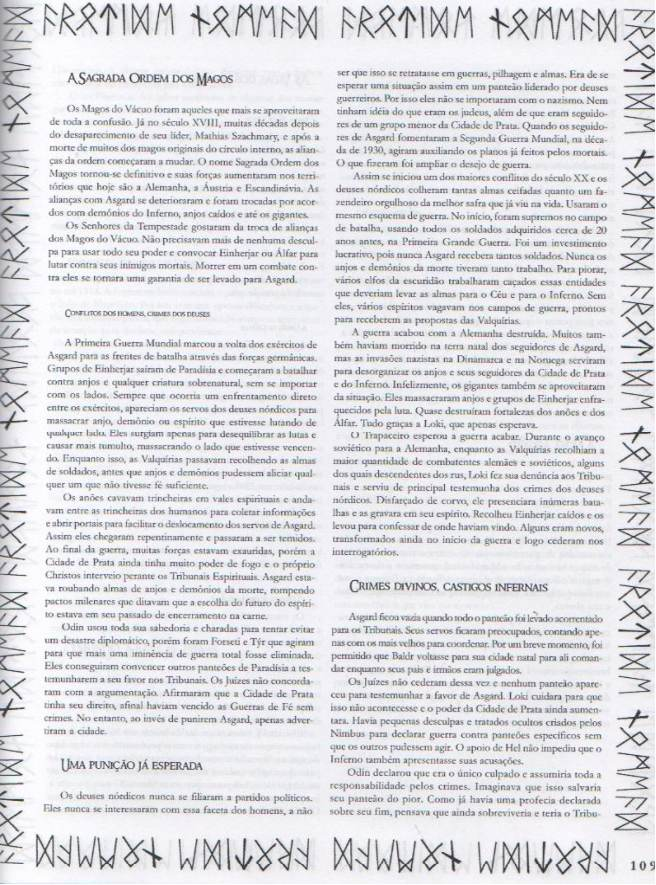 A SAGRADA ORDEM DOS MAGOS
Os Magos do Vácuo foram aqueles que mais se aproveitaram
de toda a confusão. Já no século XVIII, muitas décadas depois
do desaparecimento de seu líder, Mathias Szachmary, e após a
morte de muitos dos magos originais do círculo interno, as alian-
ças da ordem começaram a mudar. O nome Sagrada Ordem dos
Magos tornou-se definitivo e suas forças aumentaram nos terri-
tórios que hoje são a Alemanha, a Áustria e Escandinávia. As
alianças com Asgard se deterioraram e foram trocadas por acor-
dos com demônios do Inferno, anjos caídos e até os gigantes.
Os Senhores da Tempestade gostaram da troca de alianças
dos Magos do Vácuo. Não precisavam mais de nenhuma descul-
pa para usar todo seu poder e convocar Einherjar ou Álfar para
lutar contra seus inimigos mortais. Morrer em um combate con-
tra eles se tornara uma garantia de ser levado para Asgard.
CONFLITOS DOS HOMENS, CRIMES DOS DEUSES
A Primeira Guerra Mundial marcou a volta dos exércitos de
Asgard para as frentes de batalha através das forças germânicas.
Grupos de Einherjar saíram de Paradísia e começaram a batalhar
contra anjos e qualquer criatura sobrenatural, sem se importar
com os lados. Sempre que ocorria um enfrentamento direto
entre os exércitos, apareciam os servos dos deuses nórdicos para
massacrar anjo, demônio ou espírito que estivesse lutando de
qualquer lado. Eles surgiam apenas para desequilibrar as lutas e
causar mais tumulto, massacrando o lado que estivesse vencen-
do. Enquanto isso, as Valquírias passavam recolhendo as almas
de soldados, antes que anjos e demônios pudessem aliciar qual-
quer um que não tivesse fé suficiente.
Os anões cavavam trincheiras em vales espirituais e anda-
vam entre as trincheiras dos humanos para coletar informações
e abrir portais para facilitar o deslocamento dos servos de Asgard.
Assim eles chegaram repentinamente e passaram a ser temidos.
Ao final da guerra, muitas forças estavam exauridas, porém a
Cidade de Prata ainda tinha muito poder de fogo e o próprio
Christos interveio perante os Tribunais Espirituais. Asgard esta-
va roubando almas de anjos e demônios da morte, rompendo
pactos milenares que ditavam que a escolha do futuro do espíri-
to estava em seu passado de encerramento na carne.
Odin usou toda sua sabedoria e charadas para tentar evitar
um desastre diplomático, porém foram Forseti e Týr que agiram
para que mais uma iminência de guerra total fosse eliminada.
Eles conseguiram convencer outros panteões de Paradísia a tes-
temunharem a seu favor nos Tribunais. Os Juízes não concorda-
ram com a argumentação. Afirmaram que a Cidade de Prata
tinha seu direito, afinal haviam vencido as Guerras de Fé sem
crimes. No entanto, ao invés de punirem Asgard, apenas adver-
tiram a cidade.
UMA PUNIÇÃO JÁ ESPERADA
Os deuses nórdicos nunca se filiaram a partidos políticos.
Eles nunca se interessaram com essa faceta dos homens, a não
ser que isso se retratasse em guerras, pilhagem e almas. Era de se
esperar uma situação assim em um panteão liderado por deuses
guerreiros. Por isso eles não se importaram com o nazismo. Nem
tinham idéia do que eram os judeus, além de que eram seguido-
res de um grupo menor da Cidade de Prata. Quando os seguido-
res de Asgard fomentaram a Segunda Guerra Mundial, na déca-
da de 1930, agiram auxiliando os planos já feitos pelos mortais.
O que fizeram foi ampliar o desejo de guerra.
Assim se iniciou um dos maiores conflitos do século XX e os
deuses nórdicos colheram tantas almas ceifadas quanto um fa-
zendeiro orgulhoso da melhor safra que já viu na vida. Usaram o
mesmo esquema de guerra. No início, foram supremos no campo
de batalha, usando todos os soldados adquiridos cerca de 20
anos antes, na Primeira Grande Guerra. Foi um investimento
lucrativo, pois nunca Asgard recebera tantos soldados. Nunca os
anjos e demônios da morte tiveram tanto trabalho. Para piorar,
vários elfos da escuridão trabalharam caçados essas entidades
que deveriam levar as almas para o Céu e para o Inferno. Sem
eles, vários espíritos vagavam nos campos de guerra, prontos
para receberem as propostas das Valquírias.
A guerra acabou com a Alemanha destruída. Muitos tam-
bém haviam morrido na terra natal dos seguidores de Asgard,
mas as invasões nazistas na Dinamarca e na Noruega serviram
para desorganizar os anjos e seus seguidores da Cidade de Prata
e do Inferno. Infelizmente, os gigantes também se aproveitaram
da situação. Eles massacraram anjos e grupos de Einherjar enfra-
quecidos pela luta. Quase destruíram fortalezas dos anões e dos
Álfar. Tudo graças a Loki, que apenas esperava.
O Trapaceiro esperou a guerra acabar. Durante o avanço
soviético para a Alemanha, enquanto as Valquírias recolhiam a
maior quantidade de combatentes alemães e soviéticos, alguns
dos quais descendentes dos rus, Loki fez sua denúncia aos Tribu-
nais e serviu de principal testemunha dos crimes dos deuses
nórdicos. Disfarçado de corvo, ele presenciara inúmeras bata-
lhas e as gravara em seu espírito. Recolheu Einherjar caídos e os
levou para confessar de onde haviam vindo. Alguns eram novos,
transformados ainda no início da guerra e logo cederam nos
interrogatórios.
CRIMES DIVINOS, CASTIGOS INFERNAIS
Asgard ficou vazia quando todo o panteão foi levado acorrentado
para os Tribunais. Seus servos ficaram preocupados, contando ape-
nas com os mais velhos para coordenar. Por um breve momento, foi
permitido que Baldr voltasse para sua cidade natal para ali coman-
dar enquanto seus pais e irmãos eram julgados.
Os Juízes não cederam dessa vez e nenhum panteão apare-
ceu para testemunhar a favor de Asgard. Loki cuidara para que
isso não acontecesse e o poder da Cidade de Prata ainda aumen-
tara. Havia pequenas desculpas e tratados ocultos criados pelos
Nimbus para declarar guerra contra panteões específicos sem
que os outros pudessem agir. O apoio de Hel não impediu que o
Inferno também apresentasse suas acusações.
Odin declarou que era o único culpado e assumiria toda a
responsabilidade pelos crimes. Imaginava que isso salvaria
seu panteão do pior. Como já havia uma profecia declarada
sobre seu fim, pensava que ainda sobreviveria e teria o Tribu-
109